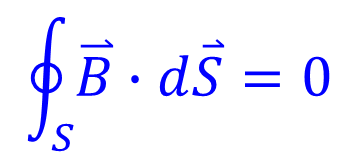 ∮_S B⃗ · dS⃗ = 0